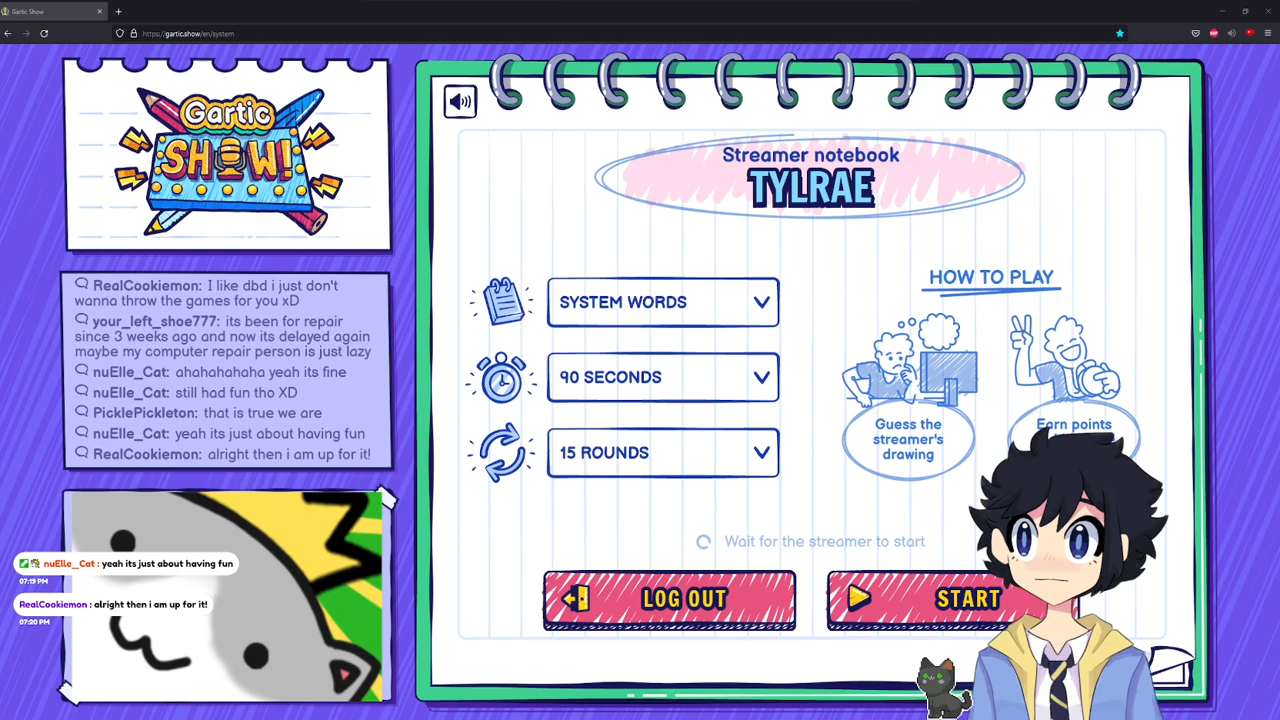 Gartic Show
https://gartic.show/en/system
Gartic
SHOW!
RealCookiemon: I like dbd i just don't
wanna throw the games for you xD
your_left_shoe777: its been for repair
since 3 weeks ago and now its delayed again
maybe my computer repair person is just lazy
nuElle_Cat: ahahahahaha yeah its fine
nuElle_Cat: still had fun tho XD
PicklePickleton: that is true we are
nuElle_Cat: yeah its just about having fun
RealCookiemon: alright then i am up for it!
nuElle_Cat : yeah its just about having fun
07:19 PM
RealCookiemon : alright then i am up for it!
07:20 PM
Streamer notebook
TYLRAE
SYSTEM WORDS
90 SECONDS
15 ROUNDS
HOW TO PLAY
Guess the
streamer's
drawing
Earn points
Wait for the streamer to start
LOG OUT
START